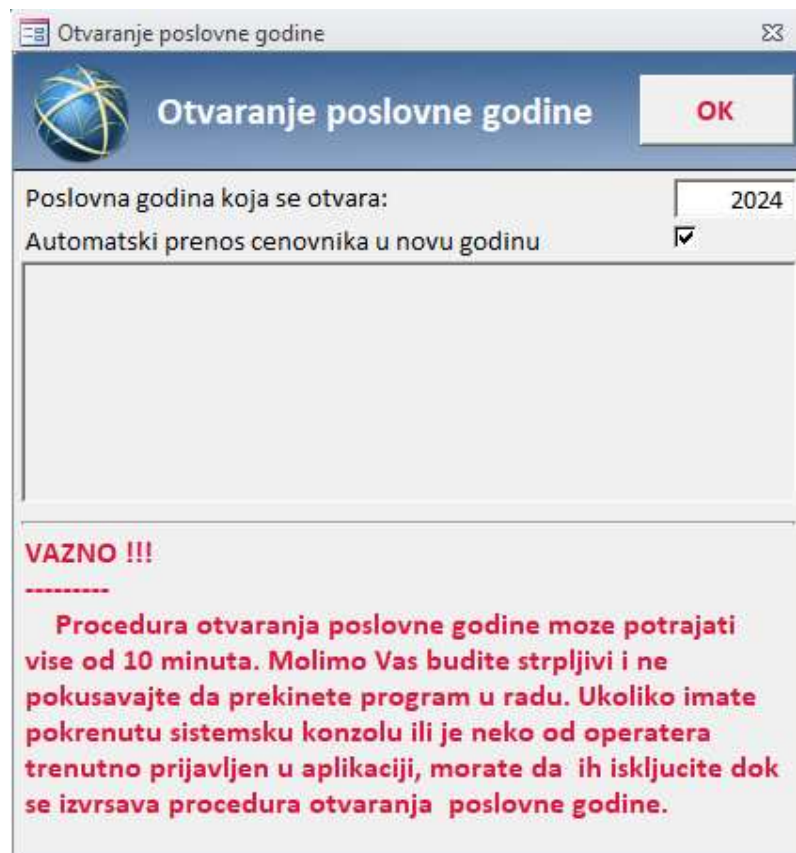 Otvaranje poslovne godine
Otvaranje poslovne godine
OK
Poslovna godina koja se otvara:
2024
Automatski prenos cenovnika u novu godinu
VAZNO !!!
---------
Procedura otvaranja poslovne godine moze potrajati
vise od 10 minuta. Molimo Vas budite strpljivi i ne
pokusavajte da prekinete program u radu. Ukoliko imate
pokrenutu sistemsku konzolu ili je neko od operatera
trenutno prijavljen u aplikaciji, morate da  ih iskljucite dok
se izvrsava procedura otvaranja  poslovne godine.